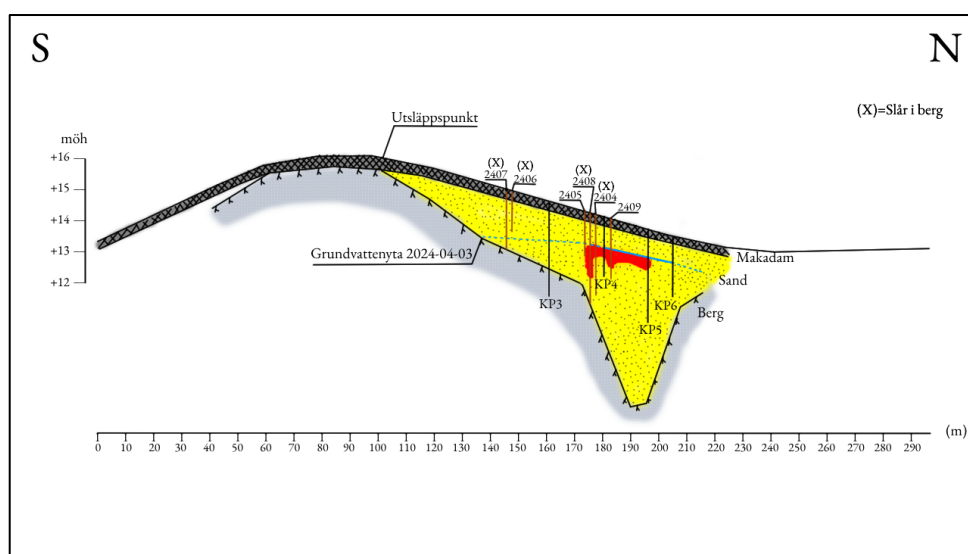 S
N
(X)=Slår i berg
Utsläppspunkt
möh
+16
+15
+14
+13
+12
(X)
2407
(X)
2406
(X)
2408
(X)
2404
2405
2409
Grundvattenyta 2024-04-03
Makadam
Sand
Berg
KP3
KP4
KP5
KP6
(m)
0 10 20 30 40 50 60 70 80 90 100 110 120 130 140 150 160 170 180 190 200 210 220 230 240 250 260 270 280 290